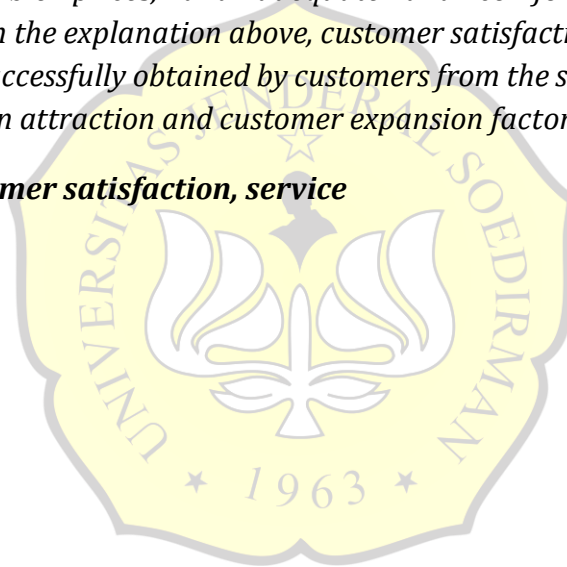 n the explanation above, customer satisfacti
ccessfully obtained by customers from the s
n attraction and customer expansion factor
mer satisfaction, service
UNIVERSITAS JENDERAL SOEDIRMAN
1963